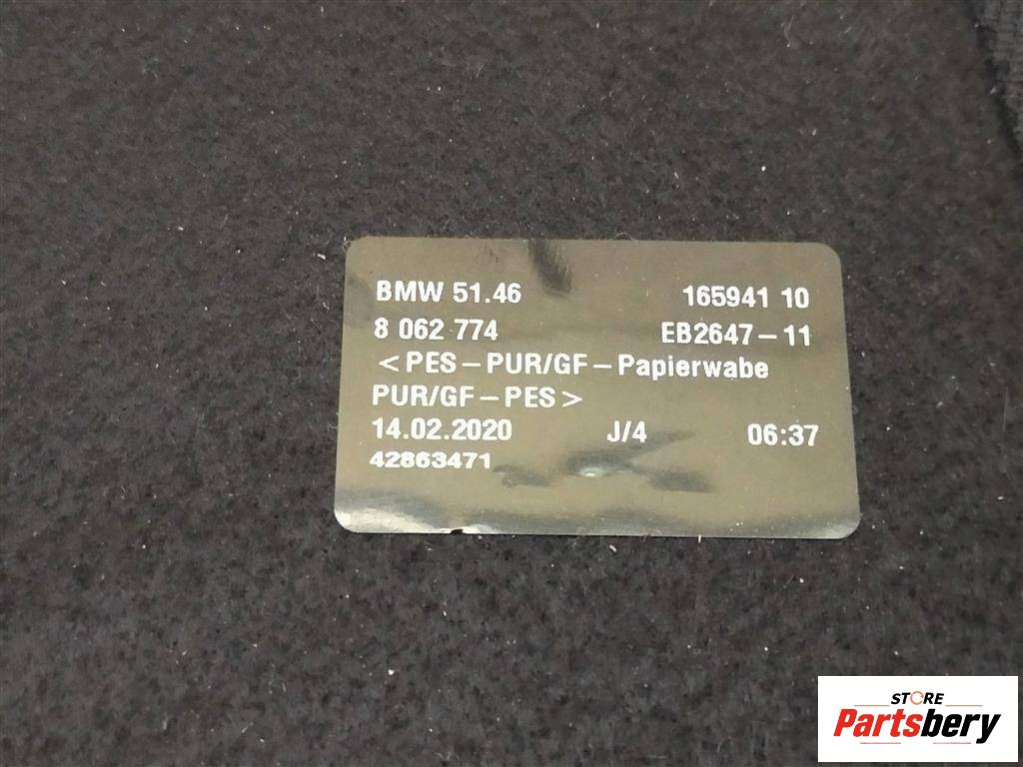 BMW 51.46 165941 10
8 062 774 EB2647-11
<PES-PUR/GF-Papierwabe
PUR/GF-PES>
14.02.2020 J/4 06:37
42863471
STORE
Partsbery